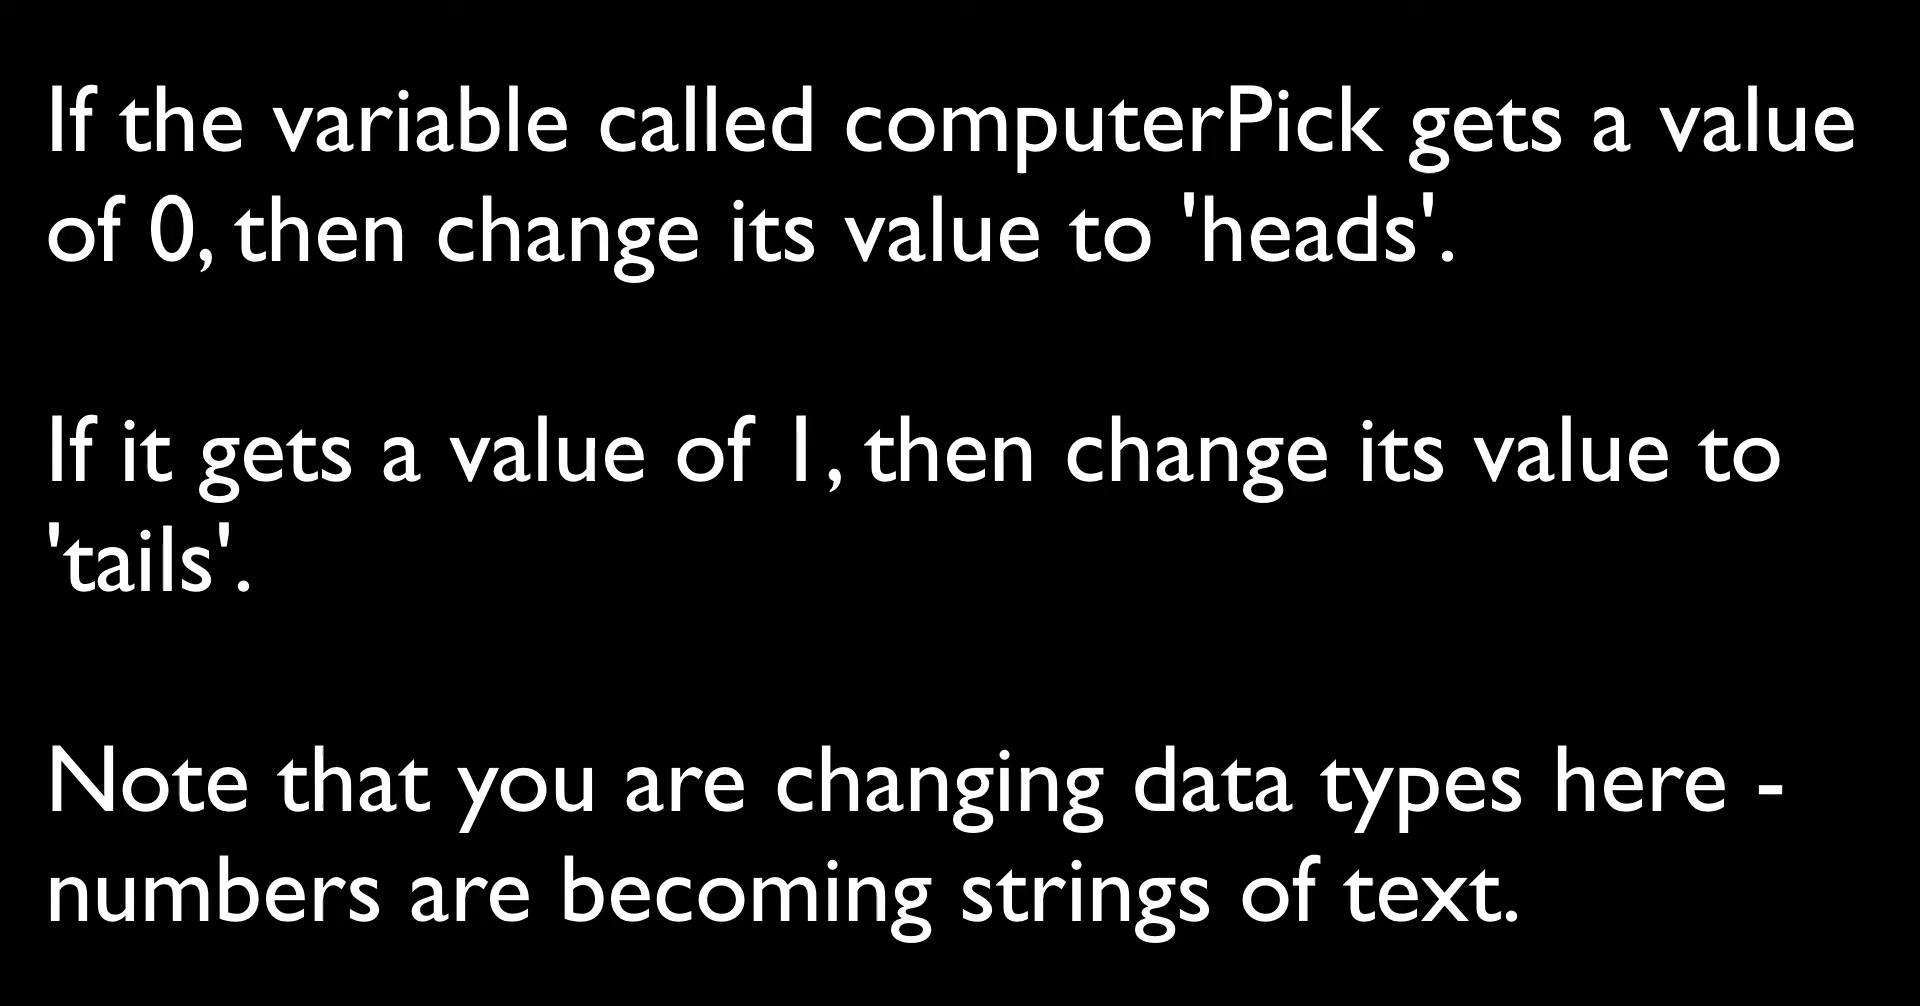 If the variable called computerPick gets a value
of 0, then change its value to 'heads'.
If it gets a value of 1, then change its value to
'tails'.
Note that you are changing data types here -
numbers are becoming strings of text.